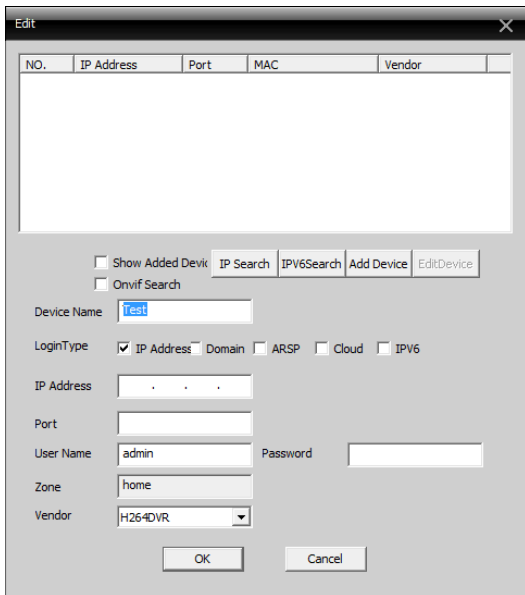 Edit
NO. IP Address Port MAC Vendor
Show Added Devic IP Search IPV6Search Add Device EditDevice
Onvif Search
Device Name Test
LoginType IP Address Domain ARSP Cloud IPV6
IP Address . . .
Port
User Name admin Password
Zone home
Vendor H264DVR
OK Cancel